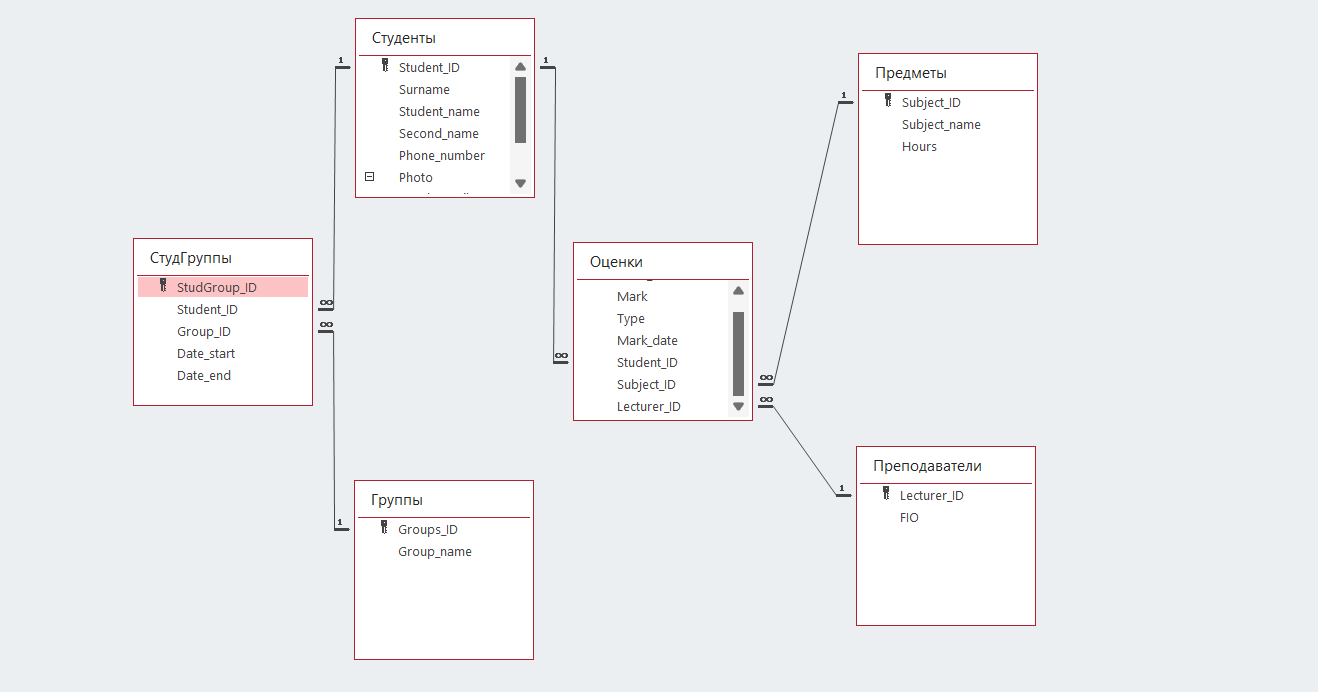 Студенты
Student_ID
Surname
Student_name
Second_name
Phone_number
Photo
1
1
Предметы
Subject_ID
Subject_name
Hours
1
СтудГруппы
StudGroup_ID
Student_ID
Group_ID
Date_start
Date_end
∞
∞
Оценки
Mark
Type
Mark_date
Student_ID
Subject_ID
Lecturer_ID
∞
∞
∞
Группы
Groups_ID
Group_name
1
Преподаватели
Lecturer_ID
FIO
1